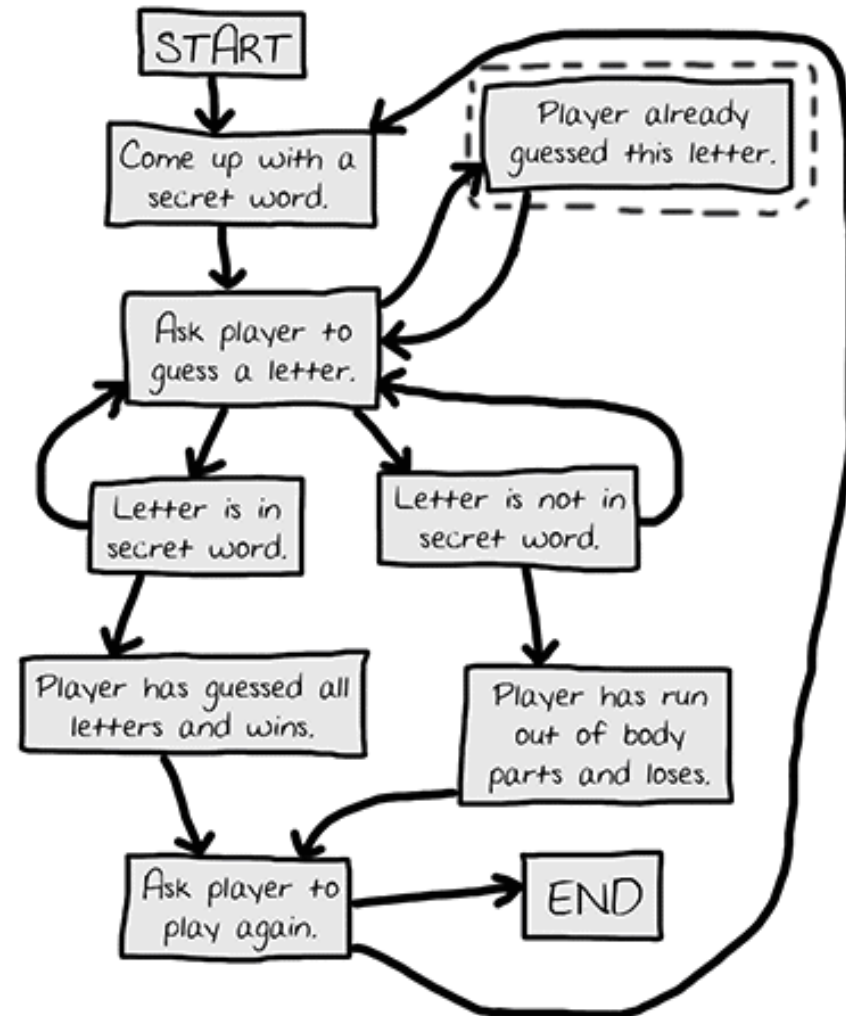 START
Player already
guessed this letter.
Come up with a
secret word.
Ask player to
guess a letter.
Letter is in
secret word.
Letter is not in
secret word.
Player has guessed all
letters and wins.
Player has run
out of body
parts and loses.
Ask player to
play again.
END